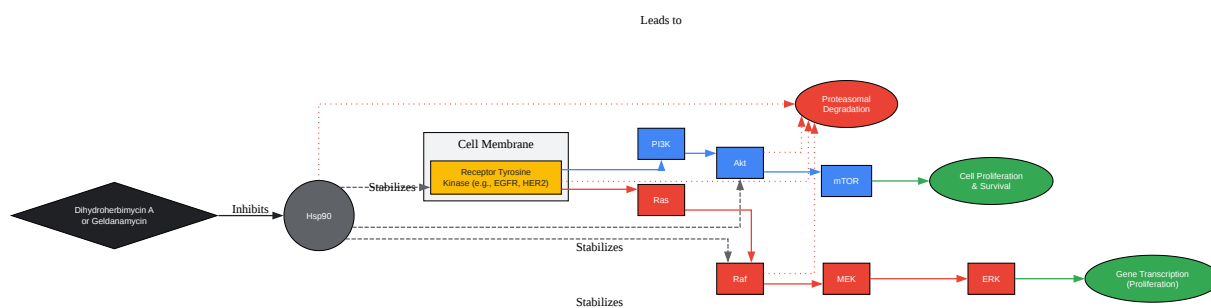 Leads to
Proteasomal
Degradation
Cell Membrane
PI3K
Akt
Receptor Tyrosine
Kinase (e.g., EGFR, HER2)
mTOR
Cell Proliferation
& Survival
Stabilizes
Ras
Dihydroherbimycin A
or Geldanamycin
Inhibits
Hsp90
Stabilizes
Raf
MEK
ERK
Gene Transcription
(Proliferation)
Stabilizes